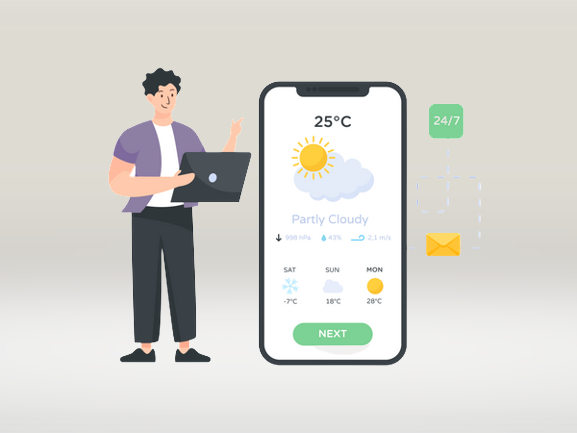 25°C
24/7
Partly Cloudy
998 hPa 43% 2.1 m/s
SAT SUN MON
-7°C 18°C 28°C
NEXT